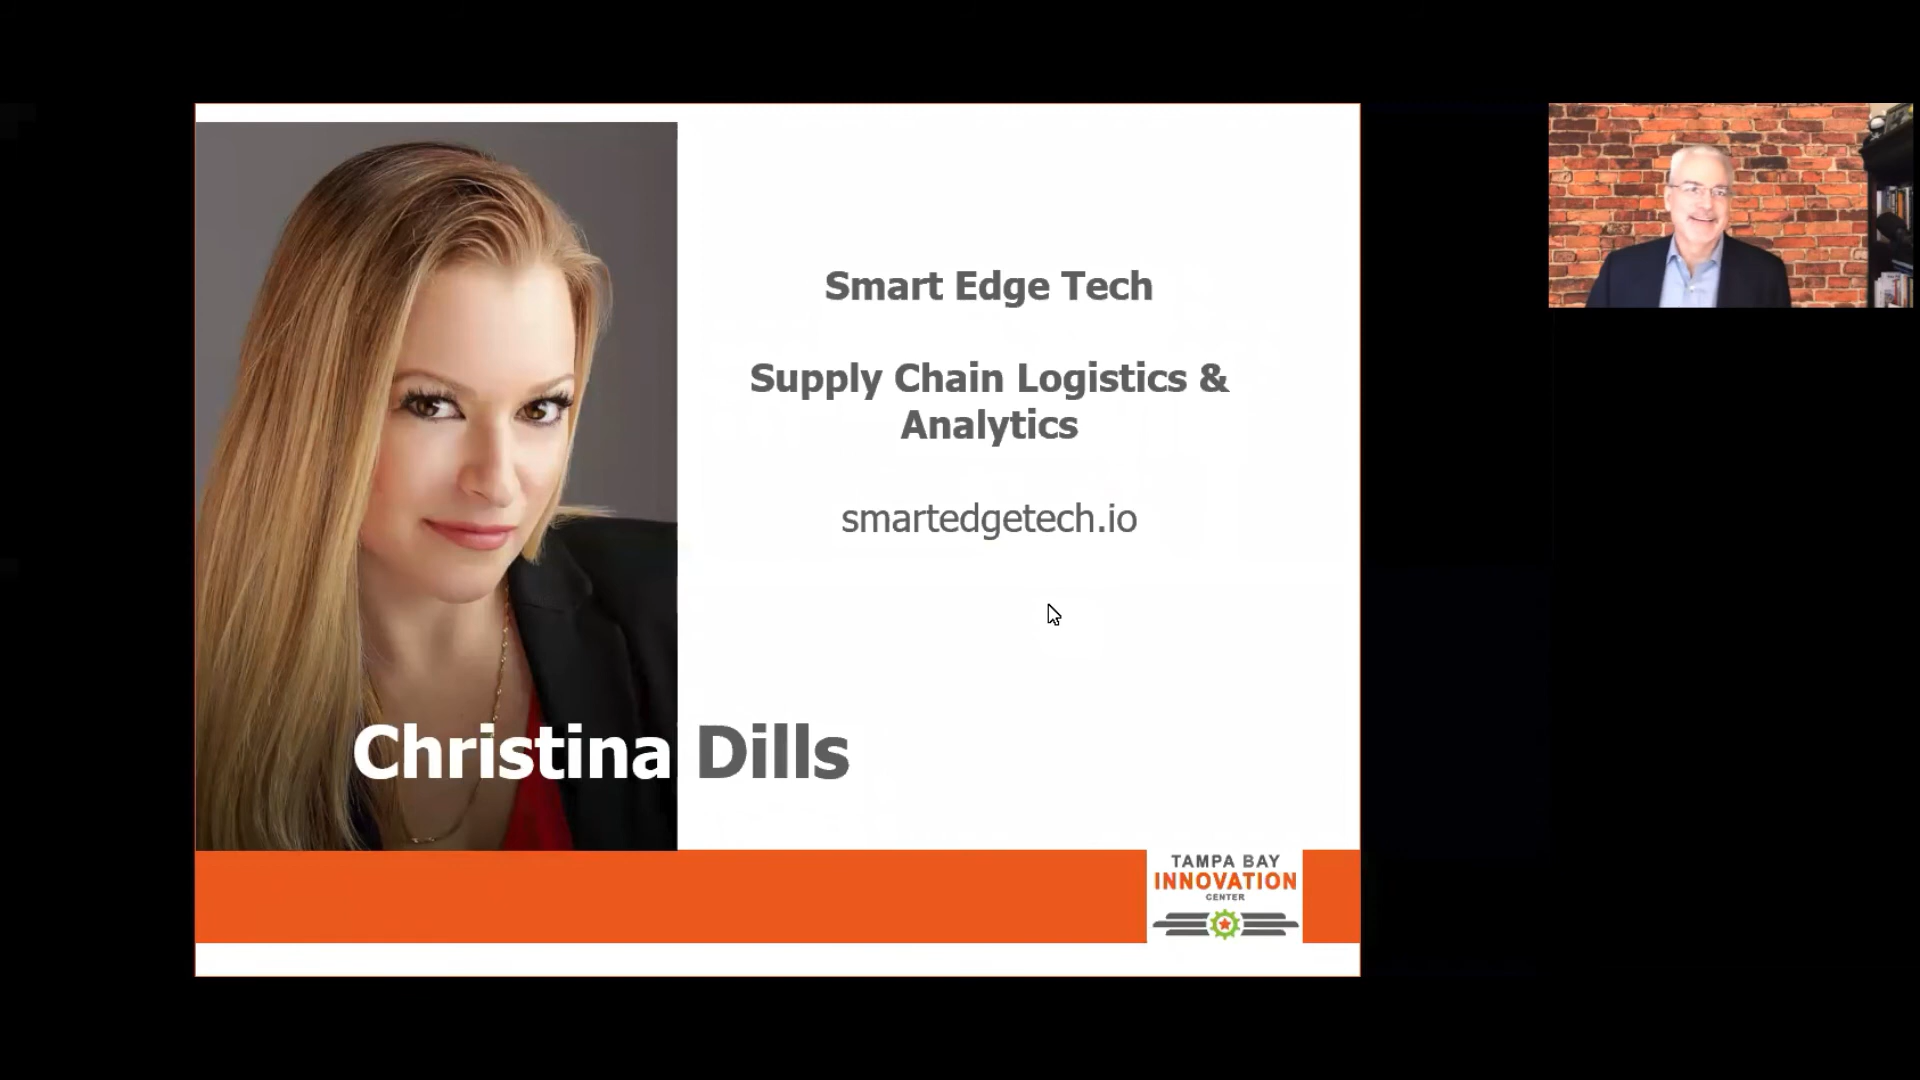 Smart Edge Tech
Supply Chain Logistics &
Analytics
smartedgetech.io
Christina Dills
TAMPA BAY
INNOVATION
CENTER